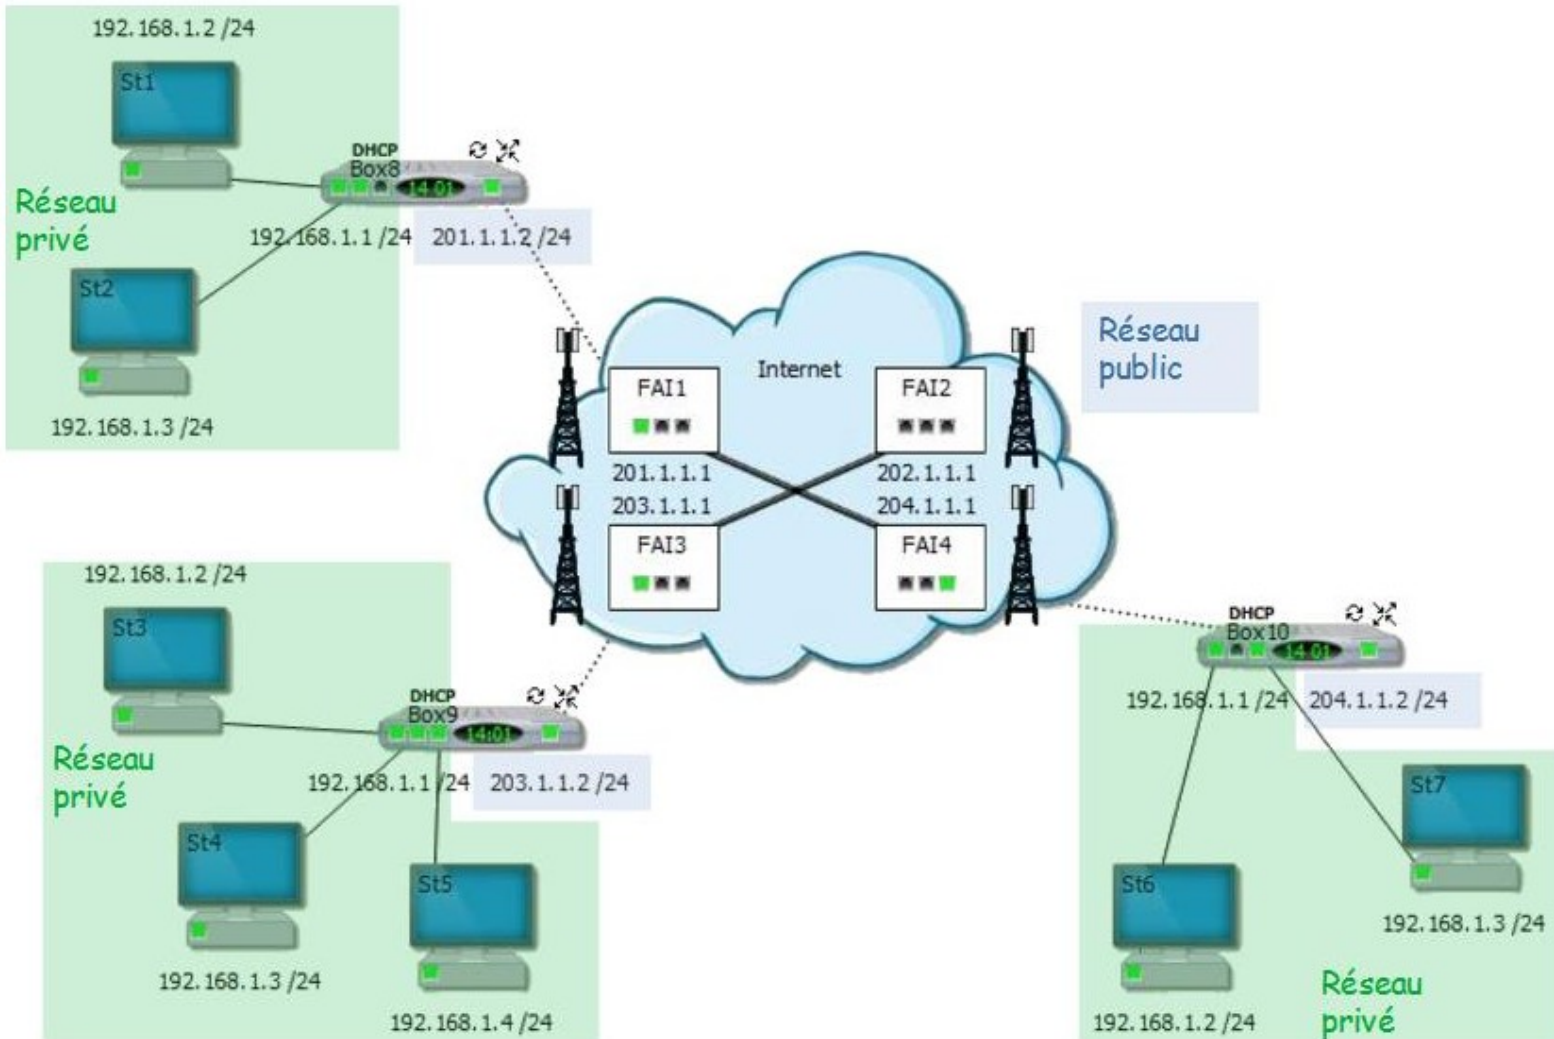 192.168.1.2 /24
St1
DHCP
Box8
14:01
Réseau
privé
192.168.1.1 /24
201.1.1.2 /24
St2
192.168.1.3 /24
Internet
Réseau
public
FAI1
FAI2
201.1.1.1
202.1.1.1
203.1.1.1
204.1.1.1
FAI3
FAI4
192.168.1.2 /24
St3
DHCP
Box9
14:01
Réseau
privé
192.168.1.1 /24
203.1.1.2 /24
St4
192.168.1.3 /24
St5
192.168.1.4 /24
DHCP
Box10
14:01
192.168.1.1 /24
204.1.1.2 /24
St7
192.168.1.3 /24
St6
192.168.1.2 /24
Réseau
privé